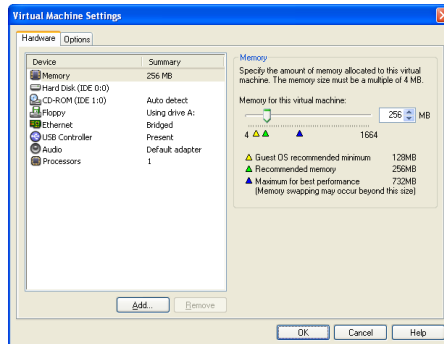 Virtual Machine Settings
Hardware Options
Device Summary
Memory 256 MB
Hard Disk (IDE 0:0)
CD-ROM (IDE 1:0) Auto detect
Floppy Using drive A:
Ethernet Bridged
USB Controller Present
Audio Default adapter
Processors 1
Add... Remove
Memory
Specify the amount of memory allocated to this virtual
machine. The memory size must be a multiple of 4 MB.
Memory for this virtual machine:
256 MB
4 1664
Guest OS recommended minimum 128MB
Recommended memory 256MB
Maximum for best performance 732MB
(Memory swapping may occur beyond this size)
OK Cancel Help